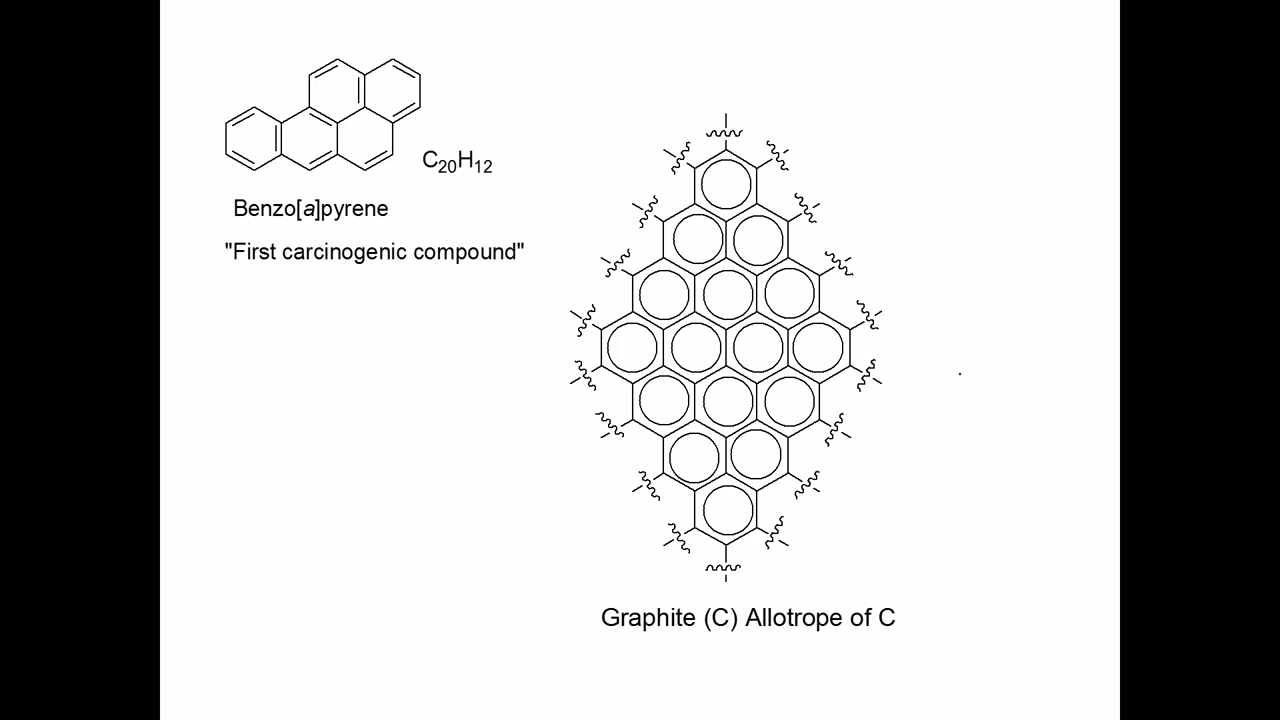 C20H12
Benzo[a]pyrene
"First carcinogenic compound"
Graphite (C) Allotrope of C